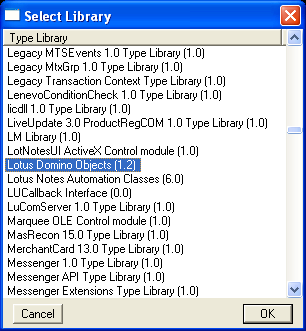 Select Library
Type Library
Legacy MTSEvents 1.0 Type Library (1.0)
Legacy MtxGrp 1.0 Type Library (1.0)
Legacy Transaction Context Type Library (1.0)
LenevoConditionCheck 1.0 Type Library (1.0)
licdll 1.0 Type Library (1.0)
LiveUpdate 3.0 ProductRegCOM 1.0 Type Library (1.0)
LM Library (1.0)
LotNotesUI ActiveX Control module (1.0)
Lotus Domino Objects (1.2)
Lotus Notes Automation Classes (6.0)
LUCallback Interface (0.0)
LuComServer 1.0 Type Library (1.0)
Marquee OLE Control module (1.0)
MasRecon 15.0 Type Library (1.0)
MerchantCard 13.0 Type Library (1.0)
Messenger 1.0 Type Library (1.0)
Messenger API Type Library (1.0)
Messenger Extensions Type Library (1.0)
Cancel OK